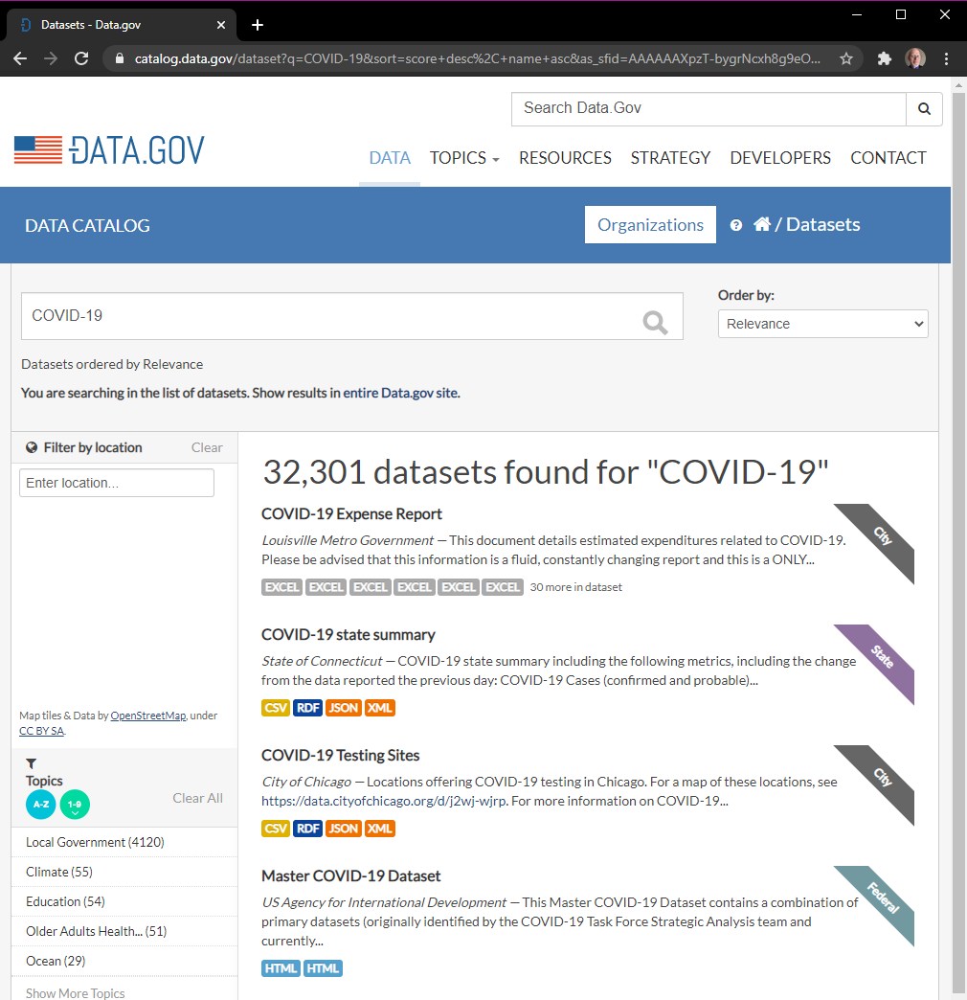 Datasets - Data.gov
catalog.data.gov/dataset?q=COVID-19&sort=score+desc%2C+name+asc&as_sfid=AAAAAAXpzT-bygrNcxh8g9eO...
Search Data.Gov
DATA.GOV
DATA TOPICS RESOURCES STRATEGY DEVELOPERS CONTACT
DATA CATALOG
Organizations
? / Datasets
COVID-19
Order by:
Relevance
Datasets ordered by Relevance
You are searching in the list of datasets. Show results in entire Data.gov site.
Filter by location Clear
Enter location...
Map tiles & Data by OpenStreetMap, under
CC BY SA.
Topics
A-Z 1-9
Clear All
Local Government (4120)
Climate (55)
Education (54)
Older Adults Health... (51)
Ocean (29)
Show More Topics
32,301 datasets found for "COVID-19"
COVID-19 Expense Report
City
Louisville Metro Government — This document details estimated expenditures related to COVID-19.
Please be advised that this information is a fluid, constantly changing report and this is a ONLY...
EXCEL EXCEL EXCEL EXCEL EXCEL EXCEL 30 more in dataset
COVID-19 state summary
State
State of Connecticut — COVID-19 state summary including the following metrics, including the change
from the data reported the previous day: COVID-19 Cases (confirmed and probable)...
CSV RDF JSON XML
COVID-19 Testing Sites
City
City of Chicago — Locations offering COVID-19 testing in Chicago. For a map of these locations, see
https://data.cityofchicago.org/d/j2wj-wjrp. For more information on COVID-19...
CSV RDF JSON XML
Master COVID-19 Dataset
Federal
US Agency for International Development — This Master COVID-19 Dataset contains a combination of
primary datasets (originally identified by the COVID-19 Task Force Strategic Analysis team and
currently...
HTML HTML